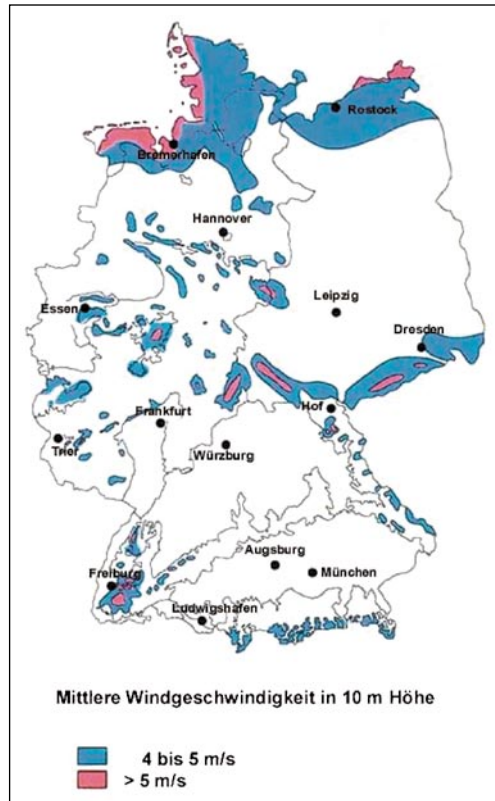 Rostock
Bremerhafen
Hannover
Essen
Leipzig
Dresden
Hof
Frankfurt
Trier
Würzburg
Augsburg
München
Freiburg
Ludwigshafen
Mittlere Windgeschwindigkeit in 10 m Höhe
4 bis 5 m/s
> 5 m/s